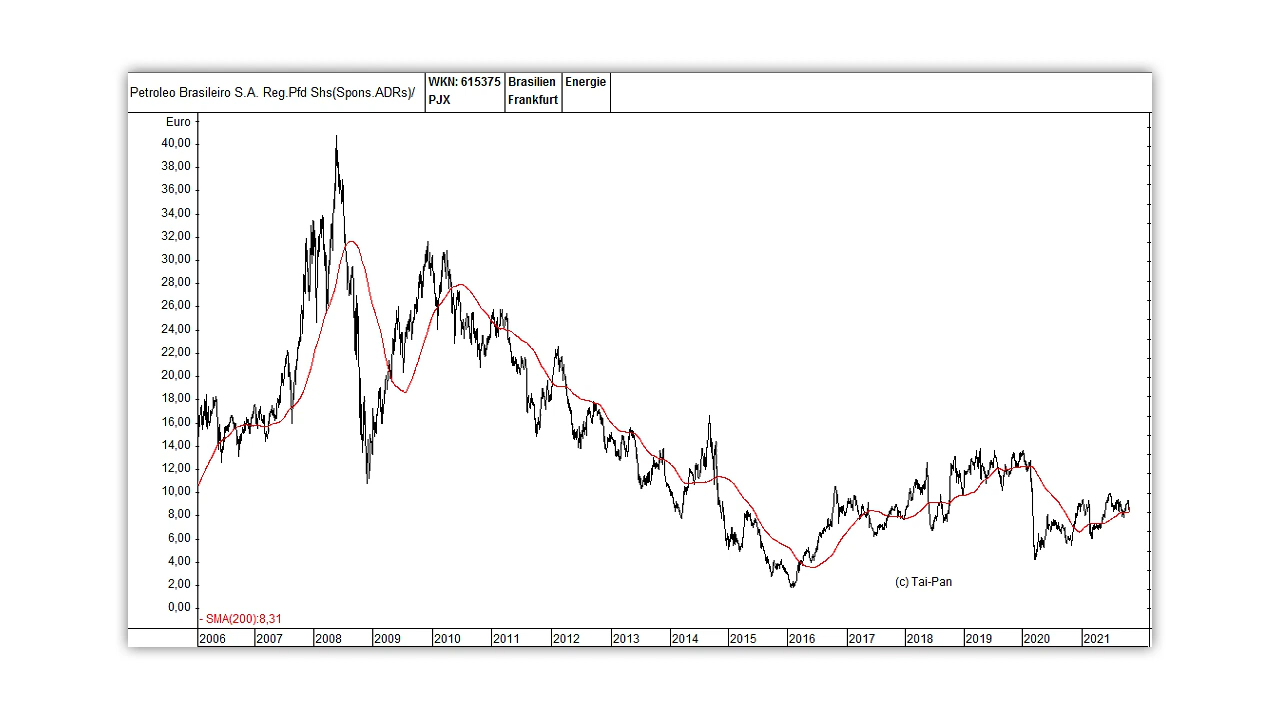 Petroleo Brasileiro S.A. Reg.Pfd Shs(Spons.ADRs)/
WKN: 615375
PJX
Brasilien
Frankfurt
Energie
Euro
40,00
38,00
36,00
34,00
32,00
30,00
28,00
26,00
24,00
22,00
20,00
18,00
16,00
14,00
12,00
10,00
8,00
6,00
4,00
2,00
0,00
(c) Tai-Pan
- SMA(200):8,31
2006 2007 2008 2009 2010 2011 2012 2013 2014 2015 2016 2017 2018 2019 2020 2021